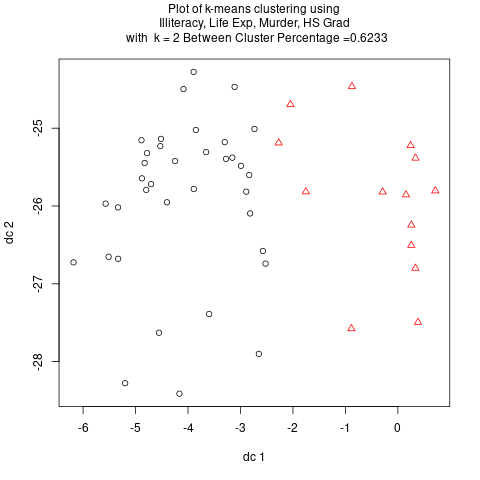 Plot of k-means clustering using
Illiteracy, Life Exp, Murder, HS Grad
with k = 2 Between Cluster Percentage =0.6233
-25
-26
-27
-28
dc 2
-6 -5 -4 -3 -2 -1 0
dc 1